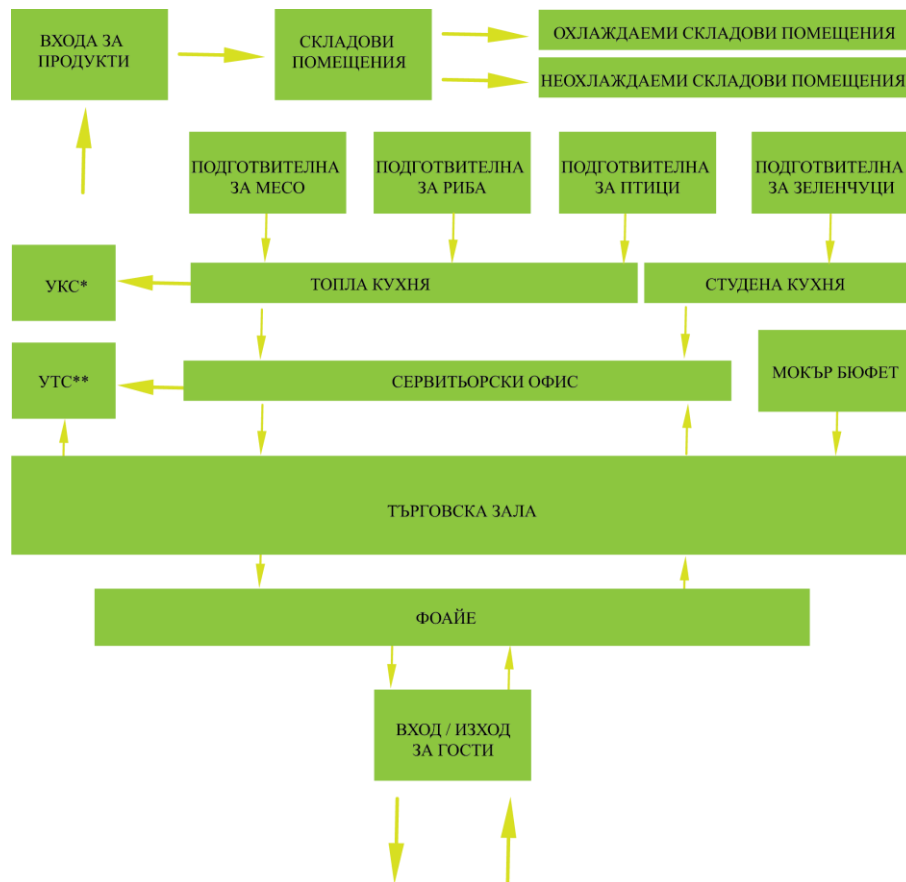 ВХОДА ЗА
ПРОДУКТИ
СКЛАДОВИ
ПОМЕЩЕНИЯ
ОХЛАЖДАЕМИ СКЛАДОВИ ПОМЕЩЕНИЯ
НЕОХЛАЖДАЕМИ СКЛАДОВИ ПОМЕЩЕНИЯ
ПОДГОТВИТЕЛНА
ЗА МЕСО
ПОДГОТВИТЕЛНА
ЗА РИБА
ПОДГОТВИТЕЛНА
ЗА ПТИЦИ
ПОДГОТВИТЕЛНА
ЗА ЗЕЛЕНЧУЦИ
УКС*
ТОПЛА КУХНЯ
СТУДЕНА КУХНЯ
УТС**
СЕРВИТЬОРСКИ ОФИС
МОКЪР БЮФЕТ
ТЪРГОВСКА ЗАЛА
ФОАЙЕ
ВХОД / ИЗХОД
ЗА ГОСТИ